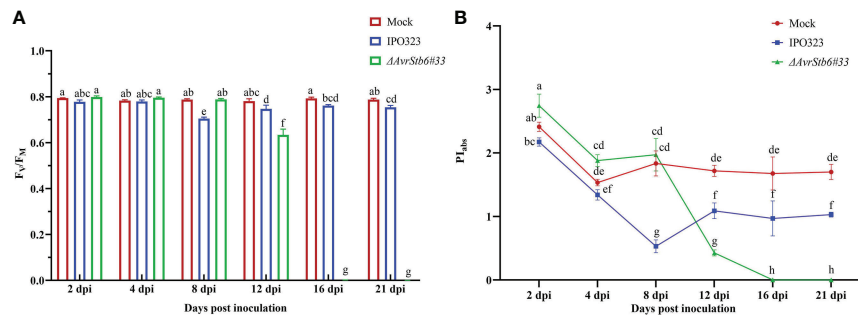 A
Mock
IPO323
ΔAvrStb6#33
1.0
0.8
0.6
0.4
0.2
0.0
F_V/F_M
a abc a
ab abc a
ab e ab
abc d f
a bcd g
ab cd g
2 dpi 4 dpi 8 dpi 12 dpi 16 dpi 21 dpi
Days post inoculation
B
Mock
IPO323
ΔAvrStb6#33
4
3
2
1
0
PI_abs
a
ab
bc
cd
de
ef
cd
cd
g
de
f
g
de
f
h
de
f
h
2 dpi 4 dpi 8 dpi 12 dpi 16 dpi 21 dpi
Days post inoculation